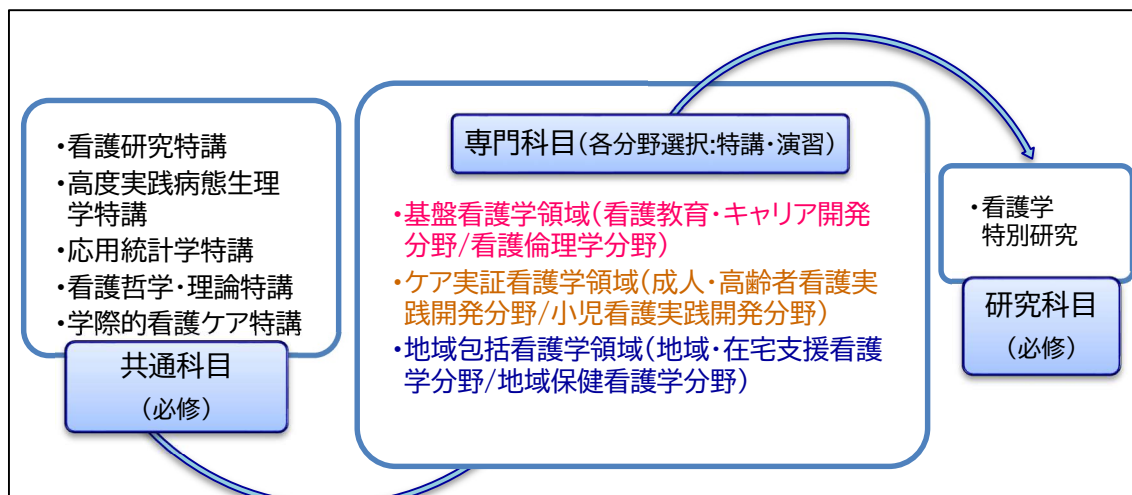 ・看護研究特講
・高度実践病態生理
学特講
・応用統計学特講
・看護哲学・理論特講
・学際的看護ケア特講
共通科目
（必修）
専門科目（各分野選択:特講・演習）
・基盤看護学領域（看護教育・キャリア開発
分野/看護倫理学分野）
・ケア実証看護学領域（成人・高齢者看護実
践開発分野/小児看護実践開発分野）
・地域包括看護学領域（地域・在宅支援看護
学分野/地域保健看護学分野）
・看護学
特別研究
研究科目
（必修）